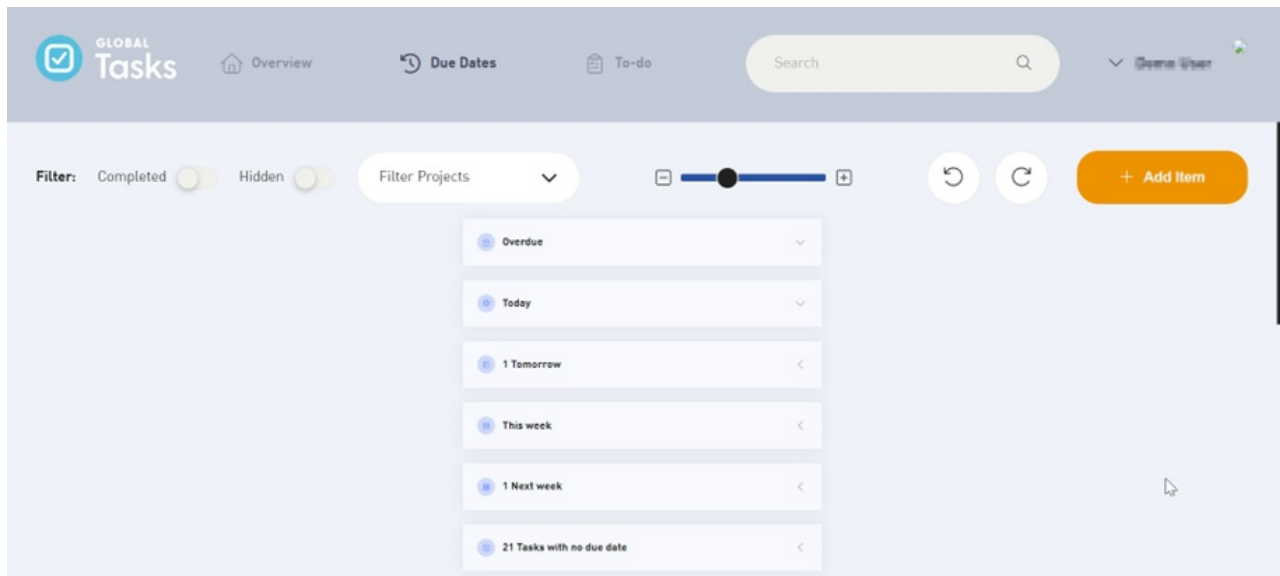 GLOBAL
Tasks
Overview
Due Dates
To-do
Search
Filter:
Completed
Hidden
Filter Projects
+ Add Item
Overdue
Today
1 Tomorrow
This week
1 Next week
21 Tasks with no due date